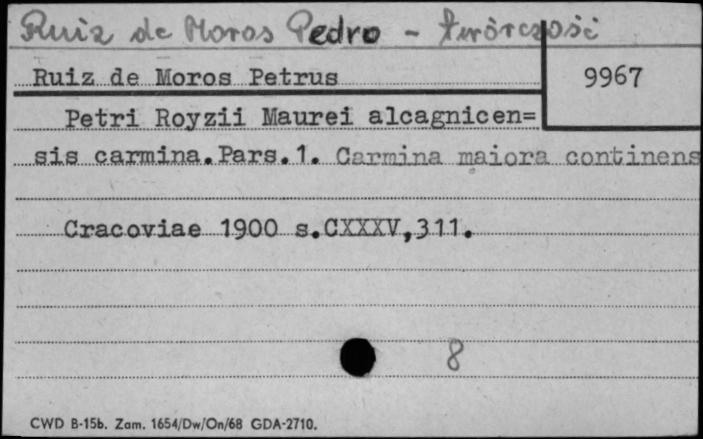 Ruiz de Moros Pedro - twórczość
Ruiz de Moros Petrus
9967
Petri Royzii Maurei alcagnicen=
sis carmina.Pars.1. Carmina maiora continens
Cracoviae 1900 s.CXXXV,311.
8
CWD B-15b. Zam. 1654/Dw/On/68 GDA-2710.